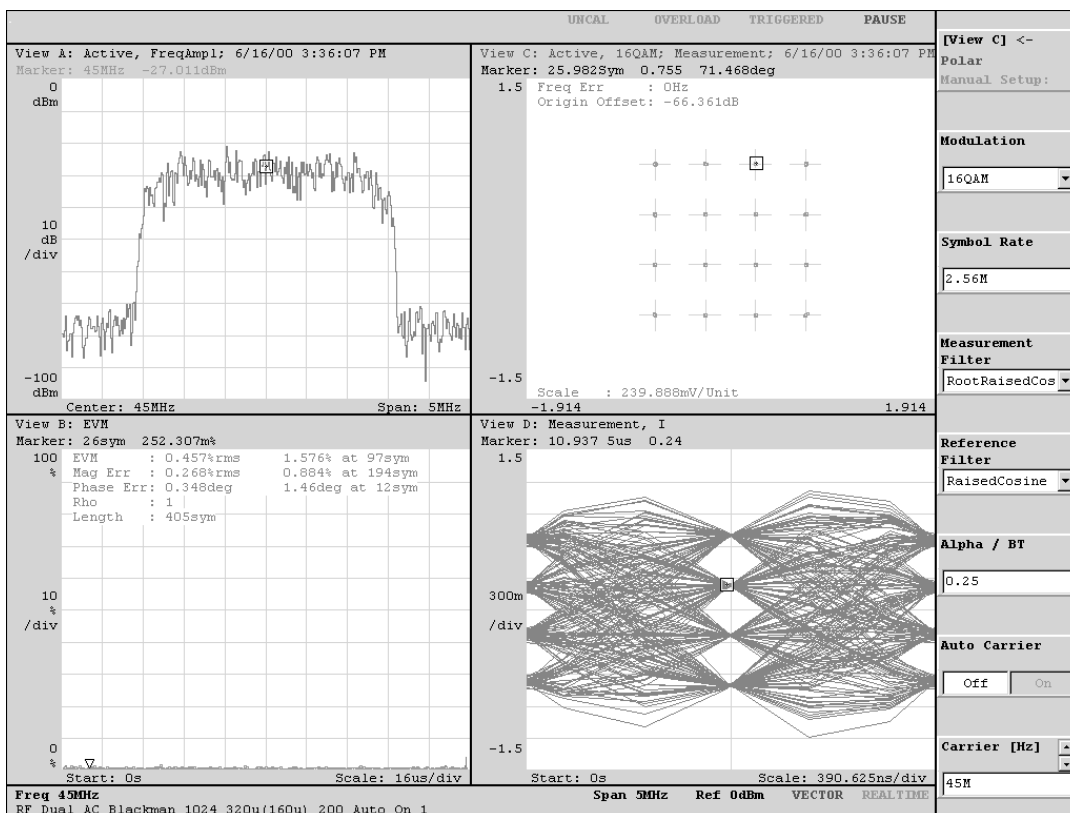 UNCAL OVERLOAD TRIGGERED PAUSE
View A: Active, FreqAmpl; 6/16/00 3:36:07 PM
Marker: 45MHz -27.011dBm
0
dBm
10
dB
/div
-100
dBm
Center: 45MHz Span: 5MHz
View C: Active, 16QAM; Measurement; 6/16/00 3:36:07 PM
Marker: 25.982Sym 0.755 71.468deg
1.5
Freq Err : 0Hz
Origin Offset: -66.361dB
-1.5
Scale : 239.888mV/Unit
-1.914 1.914
View B: EVM
Marker: 26sym 252.307m%
100
%
EVM : 0.457%rms 1.576% at 97sym
Mag Err : 0.268%rms 0.884% at 194sym
Phase Err: 0.348deg 1.46deg at 12sym
Rho : 1
Length : 405sym
10
%
/div
0
%
Start: 0s Scale: 16us/div
View D: Measurement, I
Marker: 10.937 5us 0.24
1.5
300m
/div
-1.5
Start: 0s Scale: 390.625ns/div
Freq 45MHz Span 5MHz Ref 0dBm VECTOR REALTIME
RF Dual AC Blackman 1024 320u(160u) 200 Auto On 1
[View C] <-
Polar
Manual Setup:
Modulation
16QAM
Symbol Rate
2.56M
Measurement
Filter
RootRaisedCos
Reference
Filter
RaisedCosine
Alpha / BT
0.25
Auto Carrier
Off On
Carrier [Hz]
45M